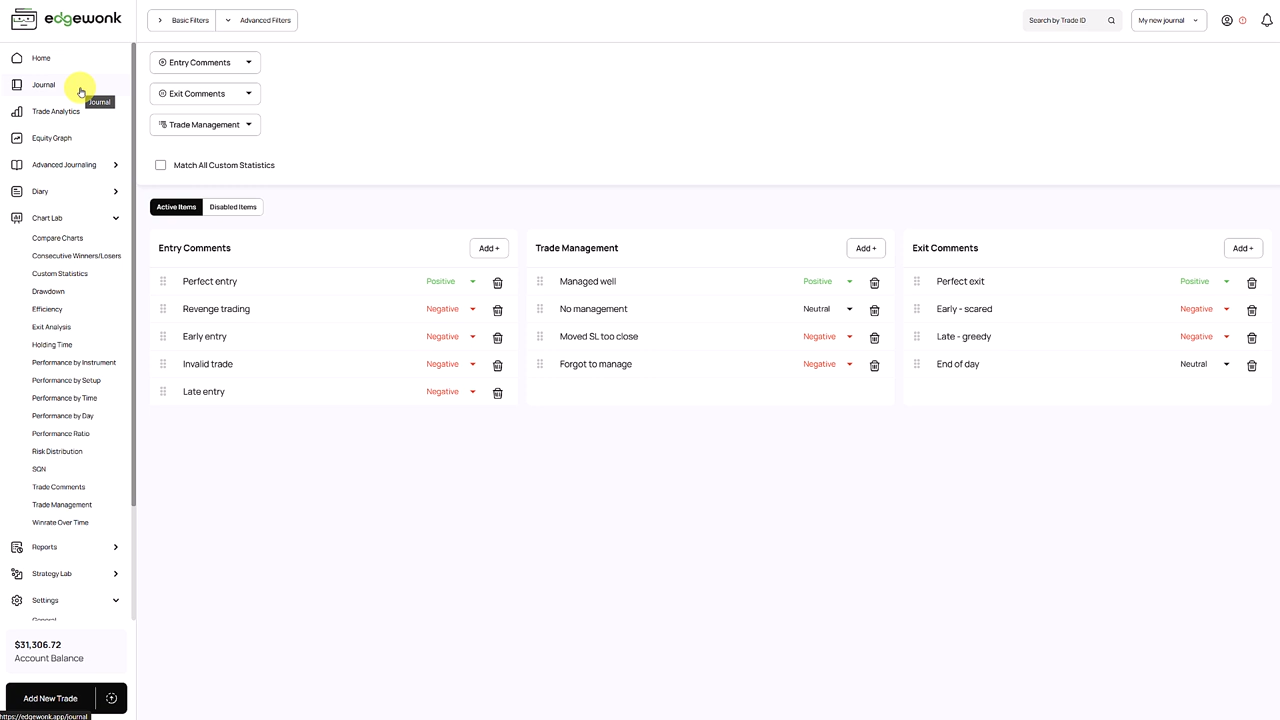 edgewonk
Basic Filters
Advanced Filters
Search by Trade ID
My new journal
Home
Journal
Journal
Trade Analytics
Equity Graph
Advanced Journaling
Diary
Chart Lab
Compare Charts
Consecutive Winners/Losers
Custom Statistics
Drawdown
Efficiency
Exit Analysis
Holding Time
Performance by Instrument
Performance by Setup
Performance by Time
Performance by Day
Performance Ratio
Risk Distribution
SQN
Trade Comments
Trade Management
Winrate Over Time
Reports
Strategy Lab
Settings
General
$31,306.72
Account Balance
Add New Trade
https://edgewonk.app/journal
Entry Comments
Exit Comments
Trade Management
Match All Custom Statistics
Active Items
Disabled Items
Entry Comments
Add +
Perfect entry
Positive
Revenge trading
Negative
Early entry
Negative
Invalid trade
Negative
Late entry
Negative
Trade Management
Add +
Managed well
Positive
No management
Neutral
Moved SL too close
Negative
Forgot to manage
Negative
Exit Comments
Add +
Perfect exit
Positive
Early - scared
Negative
Late - greedy
Negative
End of day
Neutral